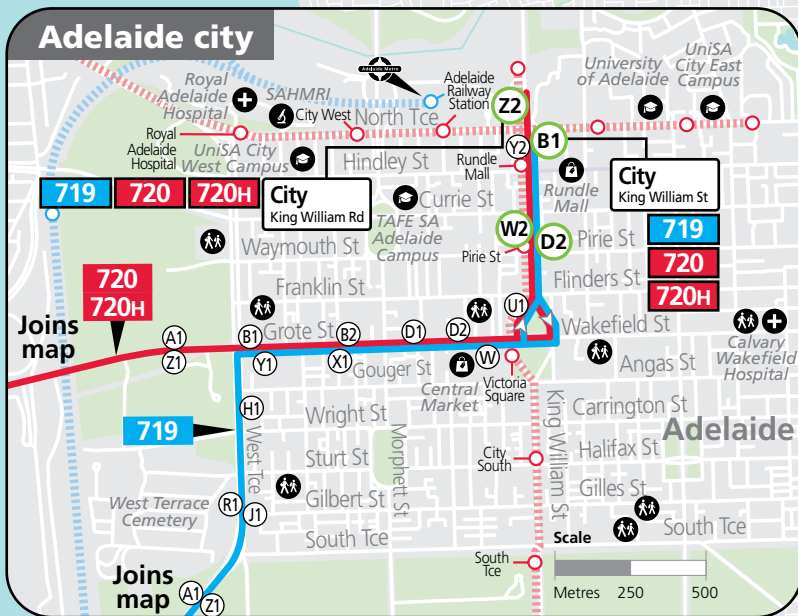 Adelaide city
Adelaide Metro
Royal
Adelaide
Hospital
SAHMRI
City West
North Tce
Adelaide
Railway
Station
Z2
University
of Adelaide
UniSA
City East
Campus
Royal
Adelaide
Hospital
UniSA City
West Campus
Hindley St
Y2
B1
Rundle
Mall
719
720
720H
City
King William Rd
Currie St
TAFE SA
Adelaide
Campus
Rundle
Mall
City
King William St
719
720
720H
W2
D2
Pirie St
Pirie St
Waymouth St
Franklin St
Flinders St
720
720H
Joins
map
A1
Z1
B1
Grote St
B2
D1
D2
U1
Wakefield St
Y1
X1
Gouger St
W
Central
Market
Victoria
Square
Angas St
Calvary
Wakefield
Hospital
719
H1
West Tce
Wright St
Morphett St
King William St
Carrington St
Adelaide
Sturt St
City
South
Halifax St
West Terrace
Cemetery
R1
J1
Gilbert St
Gilles St
South Tce
South Tce
Joins
map
A1
Z1
South
Tce
Scale
Metres
250
500